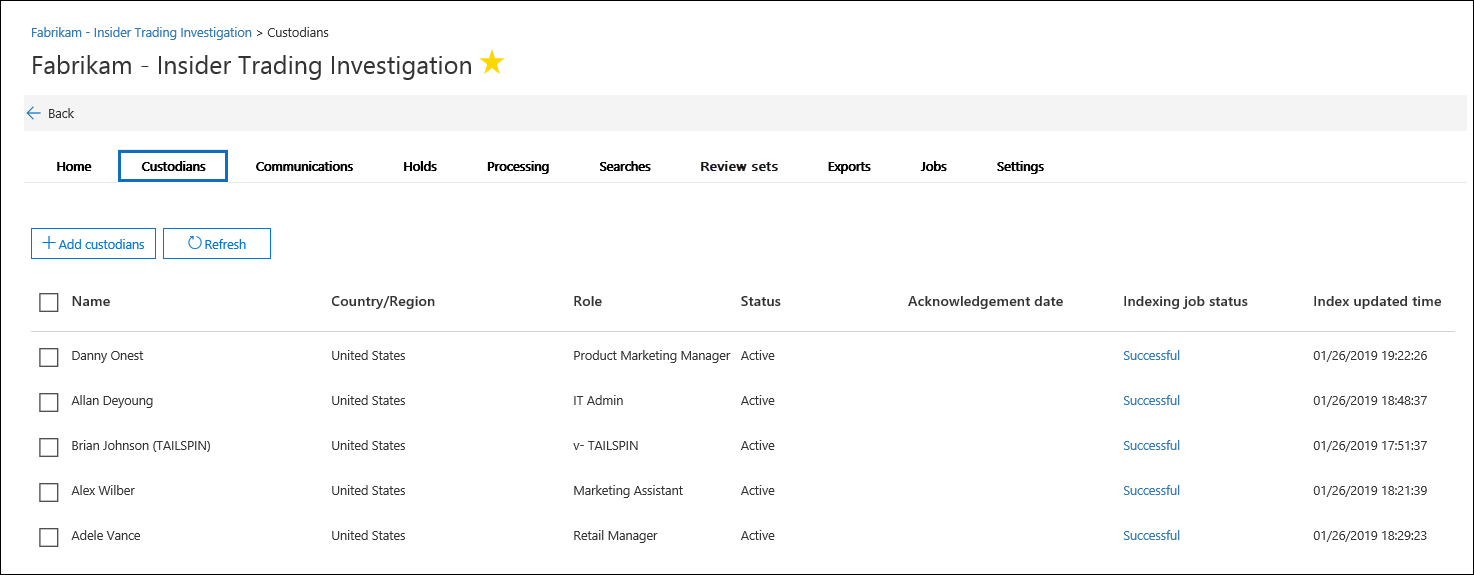 Fabrikam - Insider Trading Investigation > Custodians
Fabrikam - Insider Trading Investigation
Back
Home Custodians Communications Holds Processing Searches Review sets Exports Jobs Settings
Add custodians Refresh
Name Country/Region Role Status Acknowledgement date Indexing job status Index updated time
Danny Onest United States Product Marketing Manager Active Successful 01/26/2019 19:22:26
Allan Deyoung United States IT Admin Active Successful 01/26/2019 18:48:37
Brian Johnson (TAILSPIN) United States v- TAILSPIN Active Successful 01/26/2019 17:51:37
Alex Wilber United States Marketing Assistant Active Successful 01/26/2019 18:21:39
Adele Vance United States Retail Manager Active Successful 01/26/2019 18:29:23